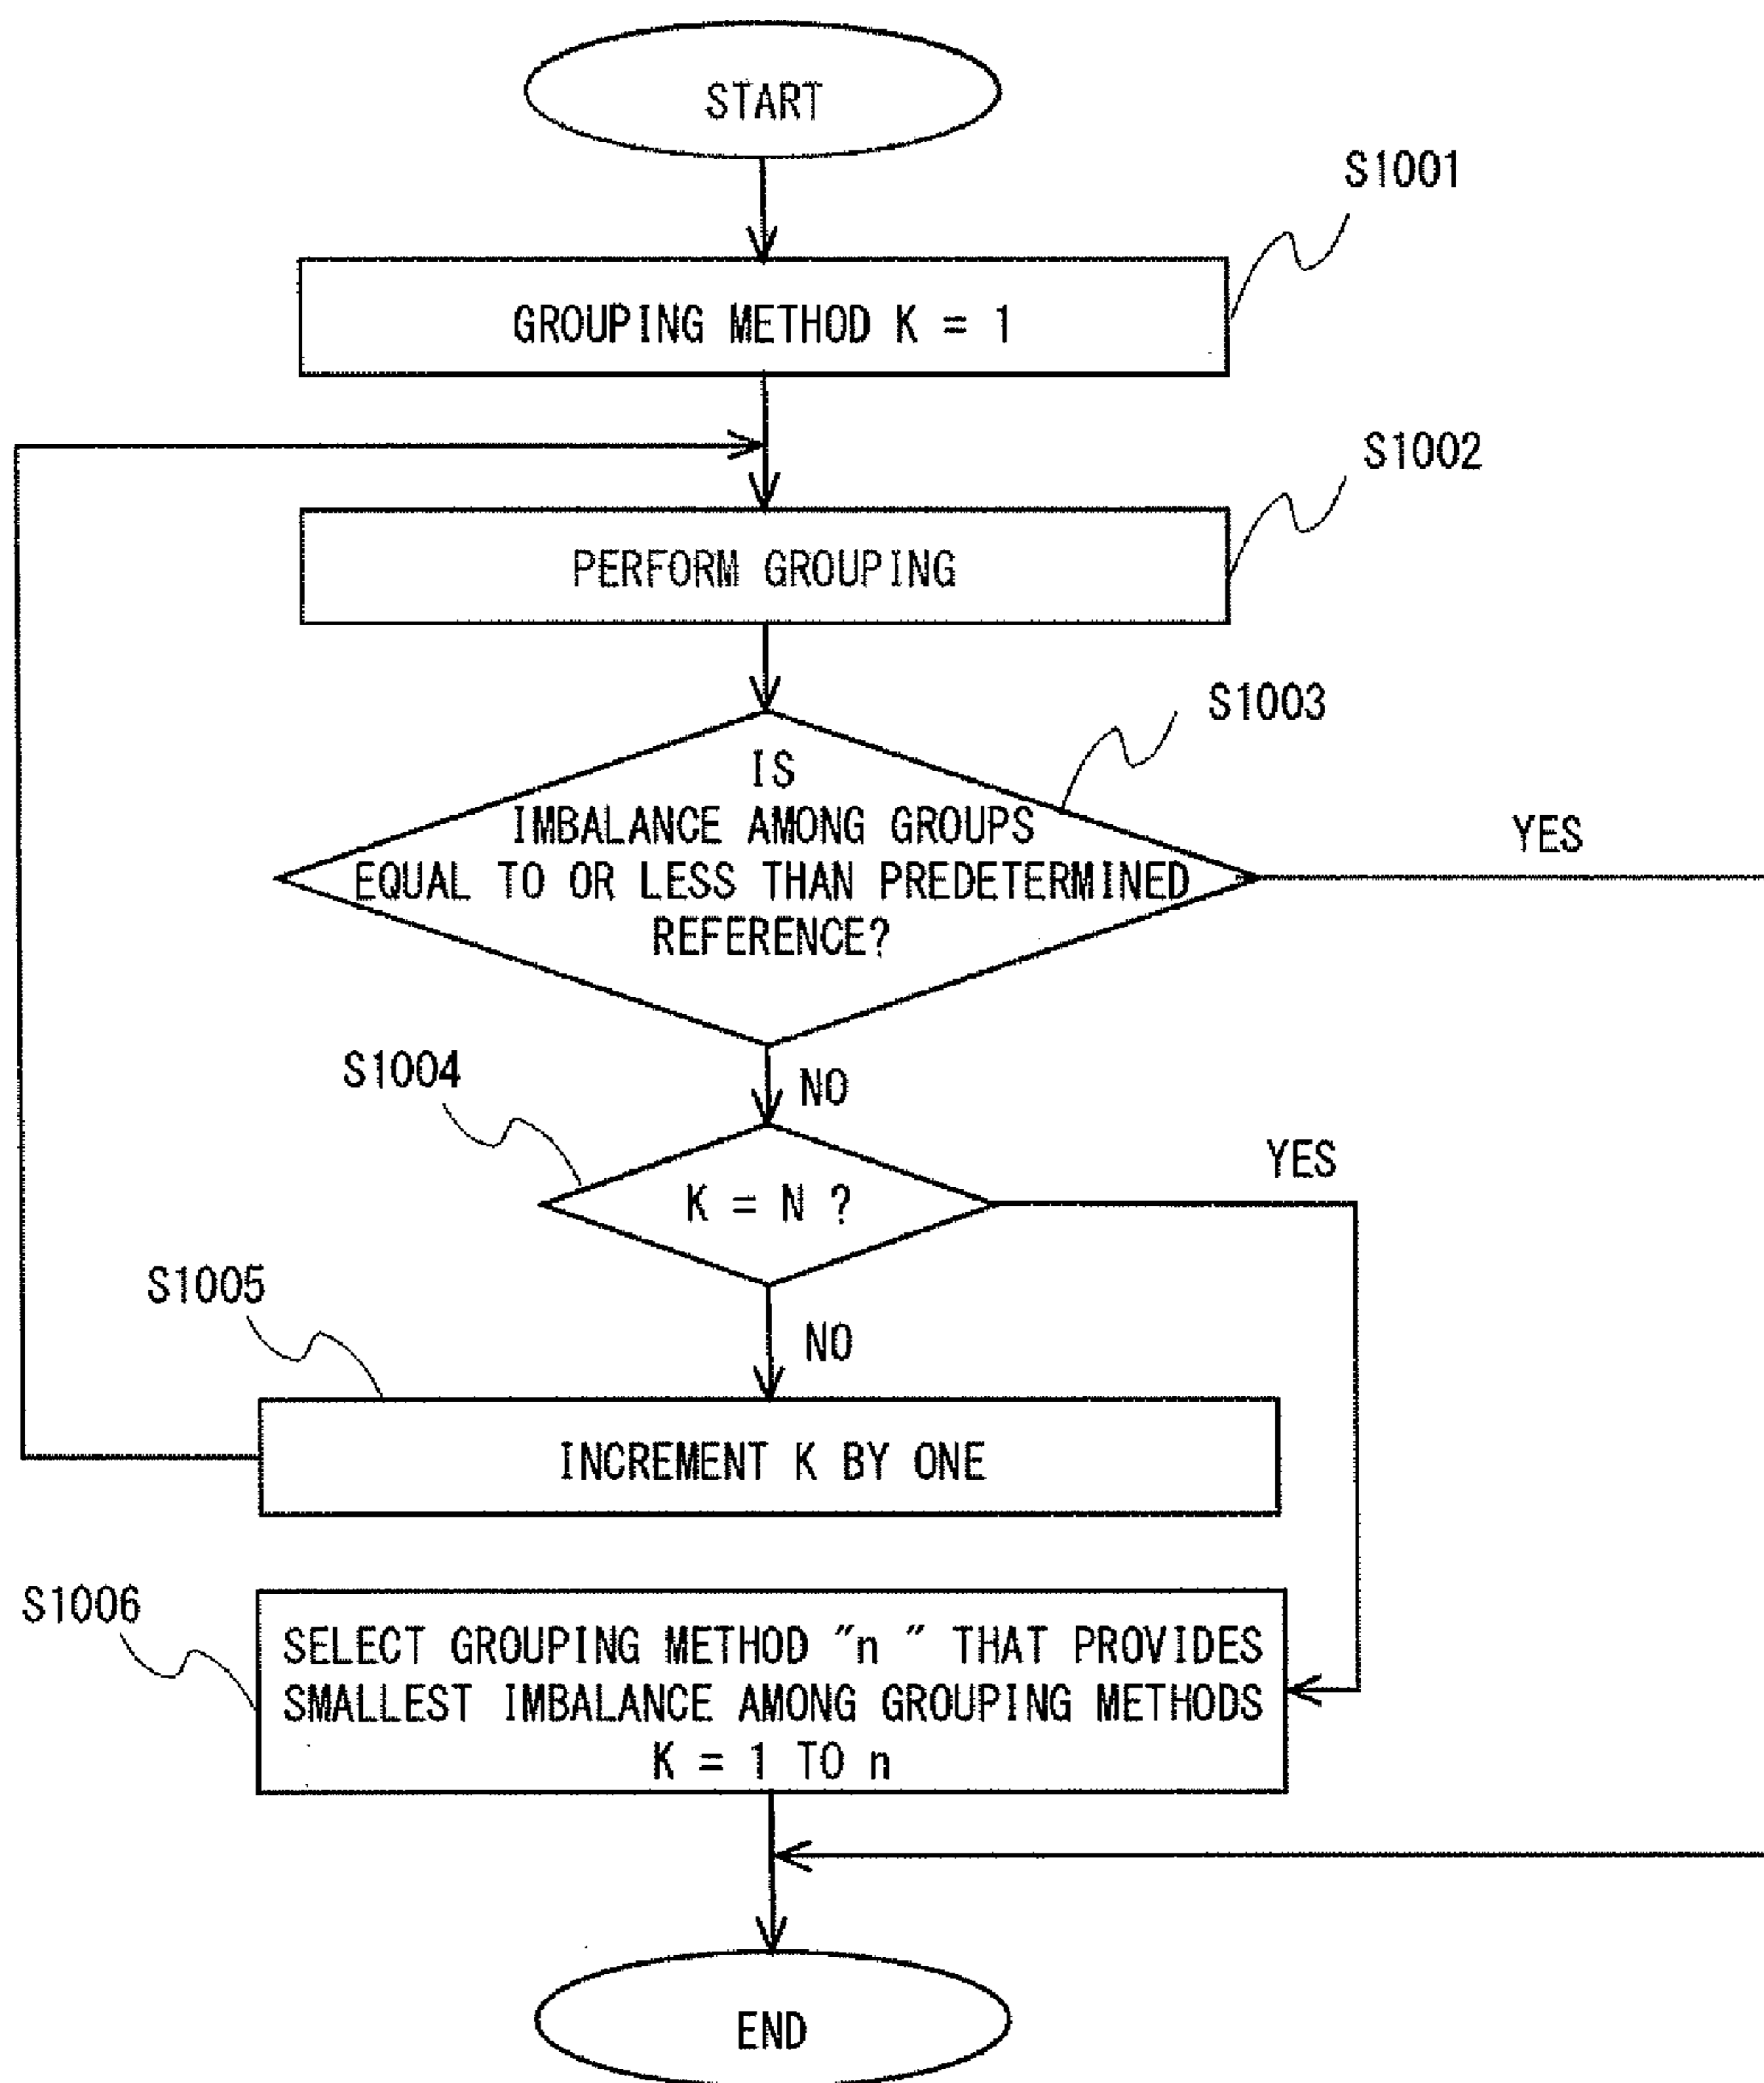 START
S1001
GROUPING METHOD K = 1
S1002
PERFORM GROUPING
S1003
IS
IMBALANCE AMONG GROUPS
EQUAL TO OR LESS THAN PREDETERMINED
REFERENCE?
YES
NO
S1004
K = N ?
YES
NO
S1005
INCREMENT K BY ONE
S1006
SELECT GROUPING METHOD "n " THAT PROVIDES
SMALLEST IMBALANCE AMONG GROUPING METHODS
K = 1 TO n
END